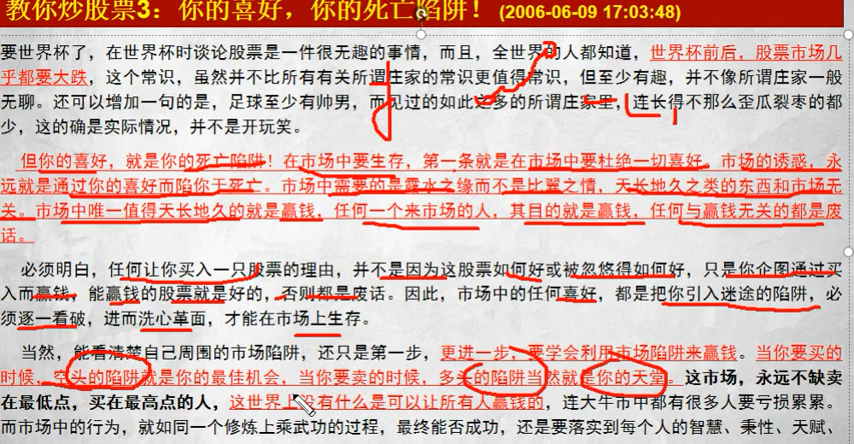 教你炒股票3：你的喜好，你的死亡陷阱！ (2006-06-09 17:03:48)
要世界杯了，在世界杯时谈论股票是一件很无趣的事情，而且，全世界的人都知道，世界杯前后，股票市场几
乎都要大跌，这个常识，虽然并不比所有有关所谓庄家的常识更值得常识，但至少有趣，并不像所谓庄家一般
无聊。还可以增加一句的是，足球至少有帅男，而见过的如此之多的所谓庄家里，连长得不那么歪瓜裂枣的都
少，这的确是实际情况，并不是开玩笑。
但你的喜好，就是你的死亡陷阱！在市场中要生存，第一条就是在市场中要杜绝一切喜好。市场的诱惑，永
远就是通过你的喜好而陷你于死亡。市场中需要的是露水之缘而不是比翼之情，天长地久之类的东西和市场无
关。市场中唯一值得天长地久的就是赢钱，任何一个来市场的人，其目的就是赢钱，任何与赢钱无关的都是废
话。
必须明白，任何让你买入一只股票的理由，并不是因为这股票如何好或被忽悠得如何好，只是你企图通过买
入而赢钱，能赢钱的股票就是好的，否则都是废话。因此，市场中的任何喜好，都是把你引入迷途的陷阱，必
须逐一看破，进而洗心革面，才能在市场上生存。
当然，能看清楚自己周围的市场陷阱，还只是第一步，更进一步，要学会利用市场陷阱来赢钱。当你要买的
时候，空头的陷阱就是你的最佳机会，当你要卖的时候，多头的陷阱当然就是你的天堂。这市场，永远不缺卖
在最低点，买在最高点的人，这世界上没有什么是可以让所有人赢钱的，连大牛市中都有很多人要亏损累累。
而市场中的行为，就如同一个修炼上乘武功的过程，最终能否成功，还是要落实到每个人的智慧、秉性、天赋、